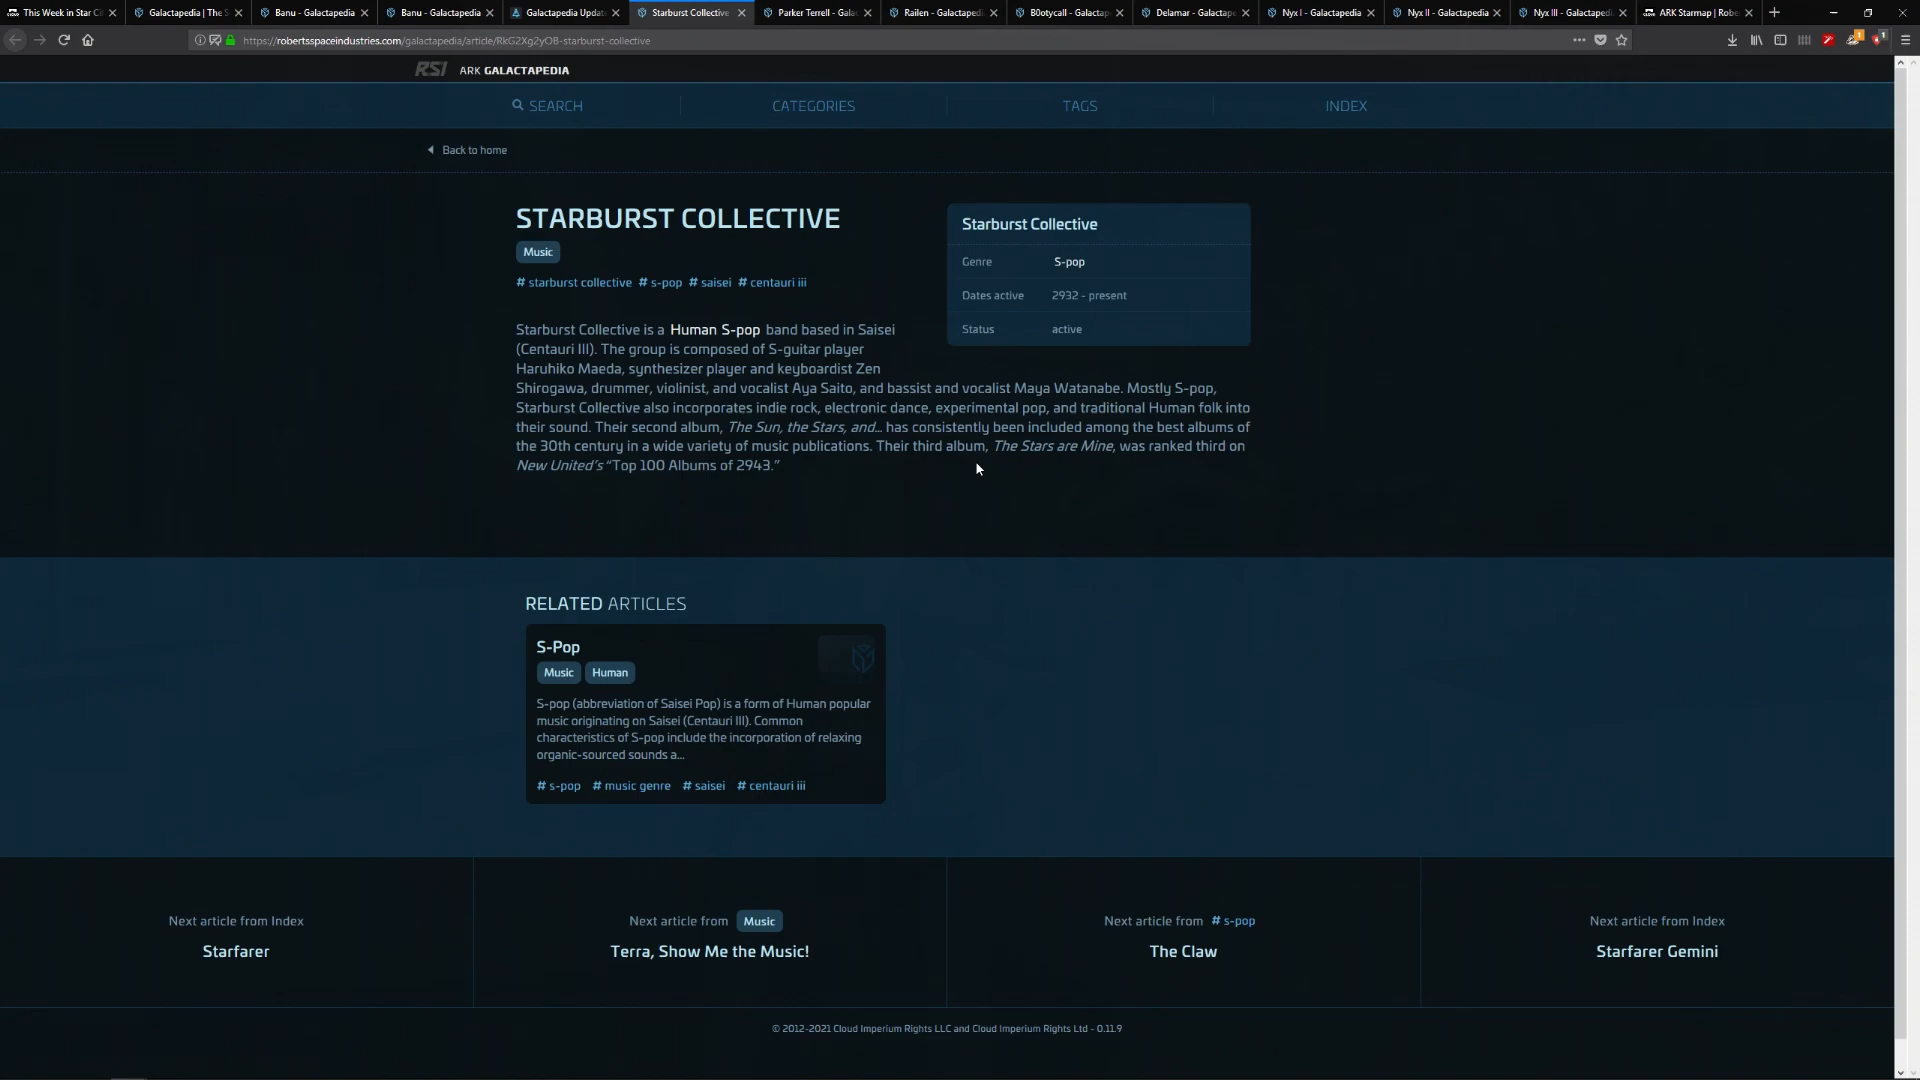 This Week in Star Ci
Galactapedia | The S
Banu - Galactapedia
Banu - Galactapedia
Galactapedia Updat
Starburst Collective
Parker Terrell - Gala
Railen - Galactapedi
B0otycall - Galactap
Delamar - Galactape
Nyx I - Galactapedia
Nyx II - Galactapedia
Nyx III - Galactapedi
ARK Starmap | Robe
https://robertsspaceindustries.com/galactapedia/article/RkG2Xg2yOB-starburst-collective
RSI ARK GALACTAPEDIA
SEARCH CATEGORIES TAGS INDEX
Back to home
STARBURST COLLECTIVE
Music
# starburst collective # s-pop # saisei # centauri iii
Starburst Collective
Genre S-pop
Dates active 2932 - present
Status active
Starburst Collective is a Human S-pop band based in Saisei
(Centauri III). The group is composed of S-guitar player
Haruhiko Maeda, synthesizer player and keyboardist Zen
Shirogawa, drummer, violinist, and vocalist Aya Saito, and bassist and vocalist Maya Watanabe. Mostly S-pop,
Starburst Collective also incorporates indie rock, electronic dance, experimental pop, and traditional Human folk into
their sound. Their second album, The Sun, the Stars, and... has consistently been included among the best albums of
the 30th century in a wide variety of music publications. Their third album, The Stars are Mine, was ranked third on
New United's “Top 100 Albums of 2943.”
RELATED ARTICLES
S-Pop
Music Human
S-pop (abbreviation of Saisei Pop) is a form of Human popular
music originating on Saisei (Centauri III). Common
characteristics of S-pop include the incorporation of relaxing
organic-sourced sounds a...
# s-pop # music genre # saisei # centauri iii
Next article from Index
Starfarer
Next article from Music
Terra, Show Me the Music!
Next article from # s-pop
The Claw
Next article from Index
Starfarer Gemini
© 2012-2021 Cloud Imperium Rights LLC and Cloud Imperium Rights Ltd - 0.11.9